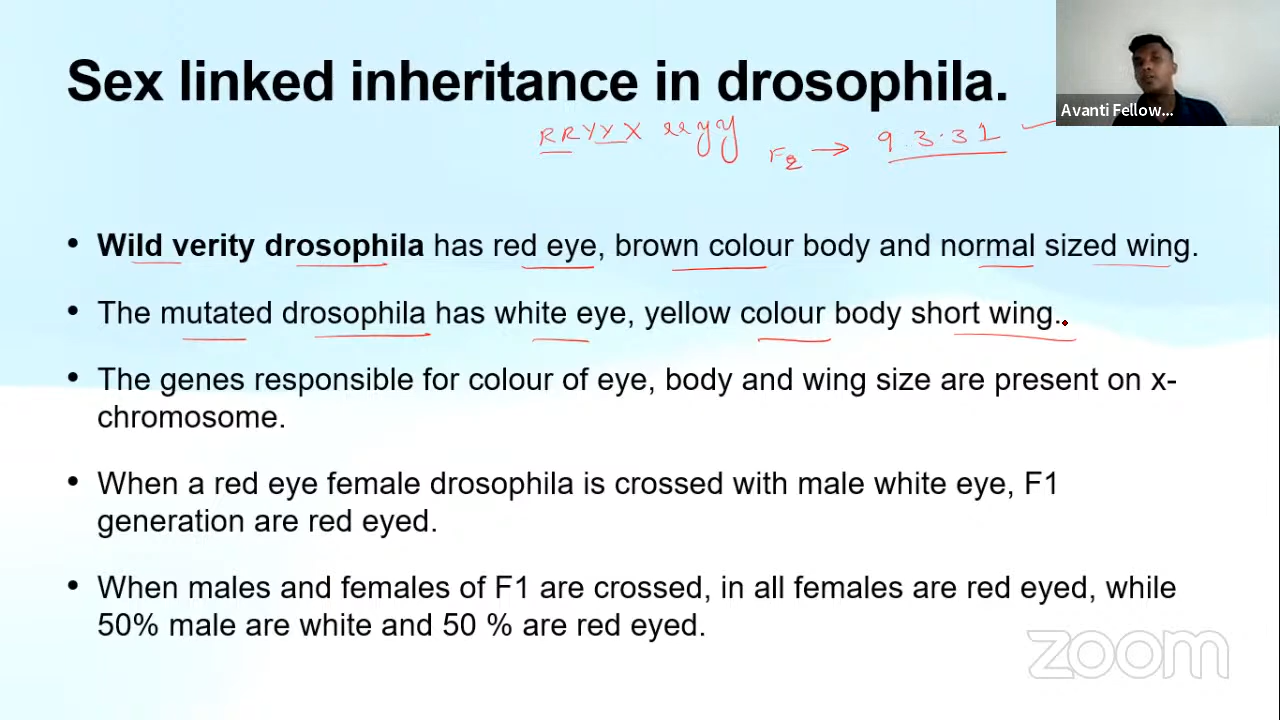 Sex linked inheritance in drosophila.
Avanti Fellow...
RRYYX rryy
F2 → 9.3.31
• Wild verity drosophila has red eye, brown colour body and normal sized wing.
• The mutated drosophila has white eye, yellow colour body short wing..
• The genes responsible for colour of eye, body and wing size are present on x-
chromosome.
• When a red eye female drosophila is crossed with male white eye, F1
generation are red eyed.
• When males and females of F1 are crossed, in all females are red eyed, while
50% male are white and 50 % are red eyed.
zoom